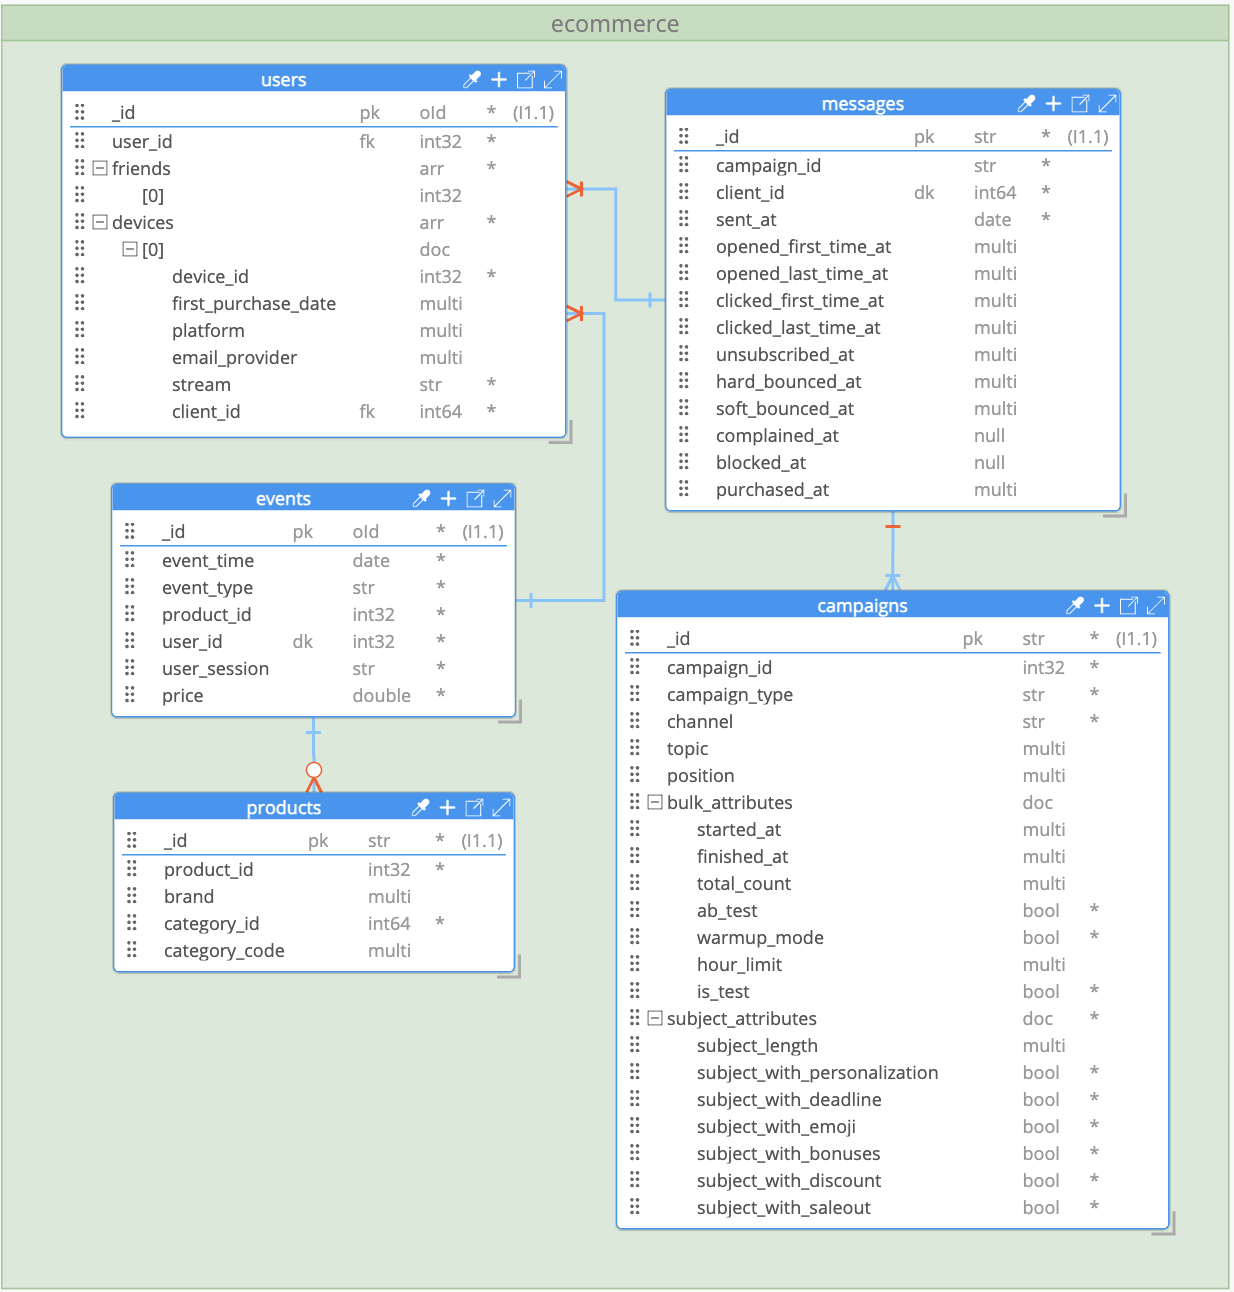 ecommerce
users
_id pk oId * (I1.1)
user_id fk int32 *
friends arr *
[0] int32
devices arr *
[0] doc
device_id int32 *
first_purchase_date multi
platform multi
email_provider multi
stream str *
client_id fk int64 *
messages
_id pk str * (I1.1)
campaign_id str *
client_id dk int64 *
sent_at date *
opened_first_time_at multi
opened_last_time_at multi
clicked_first_time_at multi
clicked_last_time_at multi
unsubscribed_at multi
hard_bounced_at multi
soft_bounced_at multi
complained_at null
blocked_at null
purchased_at multi
events
_id pk oId * (I1.1)
event_time date *
event_type str *
product_id int32 *
user_id dk int32 *
user_session str *
price double *
products
_id pk str * (I1.1)
product_id int32 *
brand multi
category_id int64 *
category_code multi
campaigns
_id pk str * (I1.1)
campaign_id int32 *
campaign_type str *
channel str *
topic multi
position multi
bulk_attributes doc
started_at multi
finished_at multi
total_count multi
ab_test bool *
warmup_mode bool *
hour_limit multi
is_test bool *
subject_attributes doc *
subject_length multi
subject_with_personalization bool *
subject_with_deadline bool *
subject_with_emoji bool *
subject_with_bonuses bool *
subject_with_discount bool *
subject_with_saleout bool *